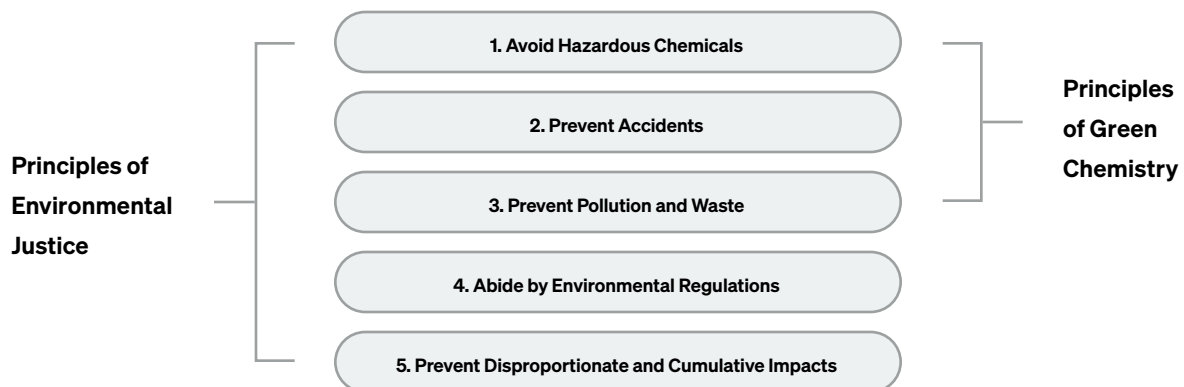 Principles of
Environmental
Justice
1. Avoid Hazardous Chemicals
2. Prevent Accidents
3. Prevent Pollution and Waste
4. Abide by Environmental Regulations
5. Prevent Disproportionate and Cumulative Impacts
Principles
of Green
Chemistry